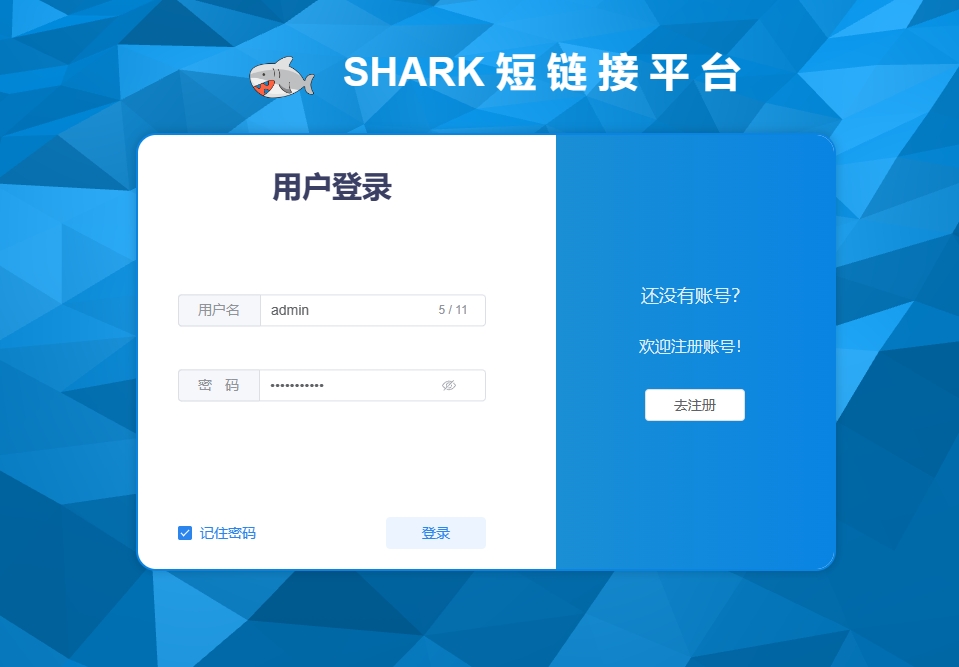 SHARK 短 链 接 平 台
用户登录
用户名 admin 5 / 11
密 码 •••••••••••
记住密码 登录
还没有账号？
欢迎注册账号！
去注册